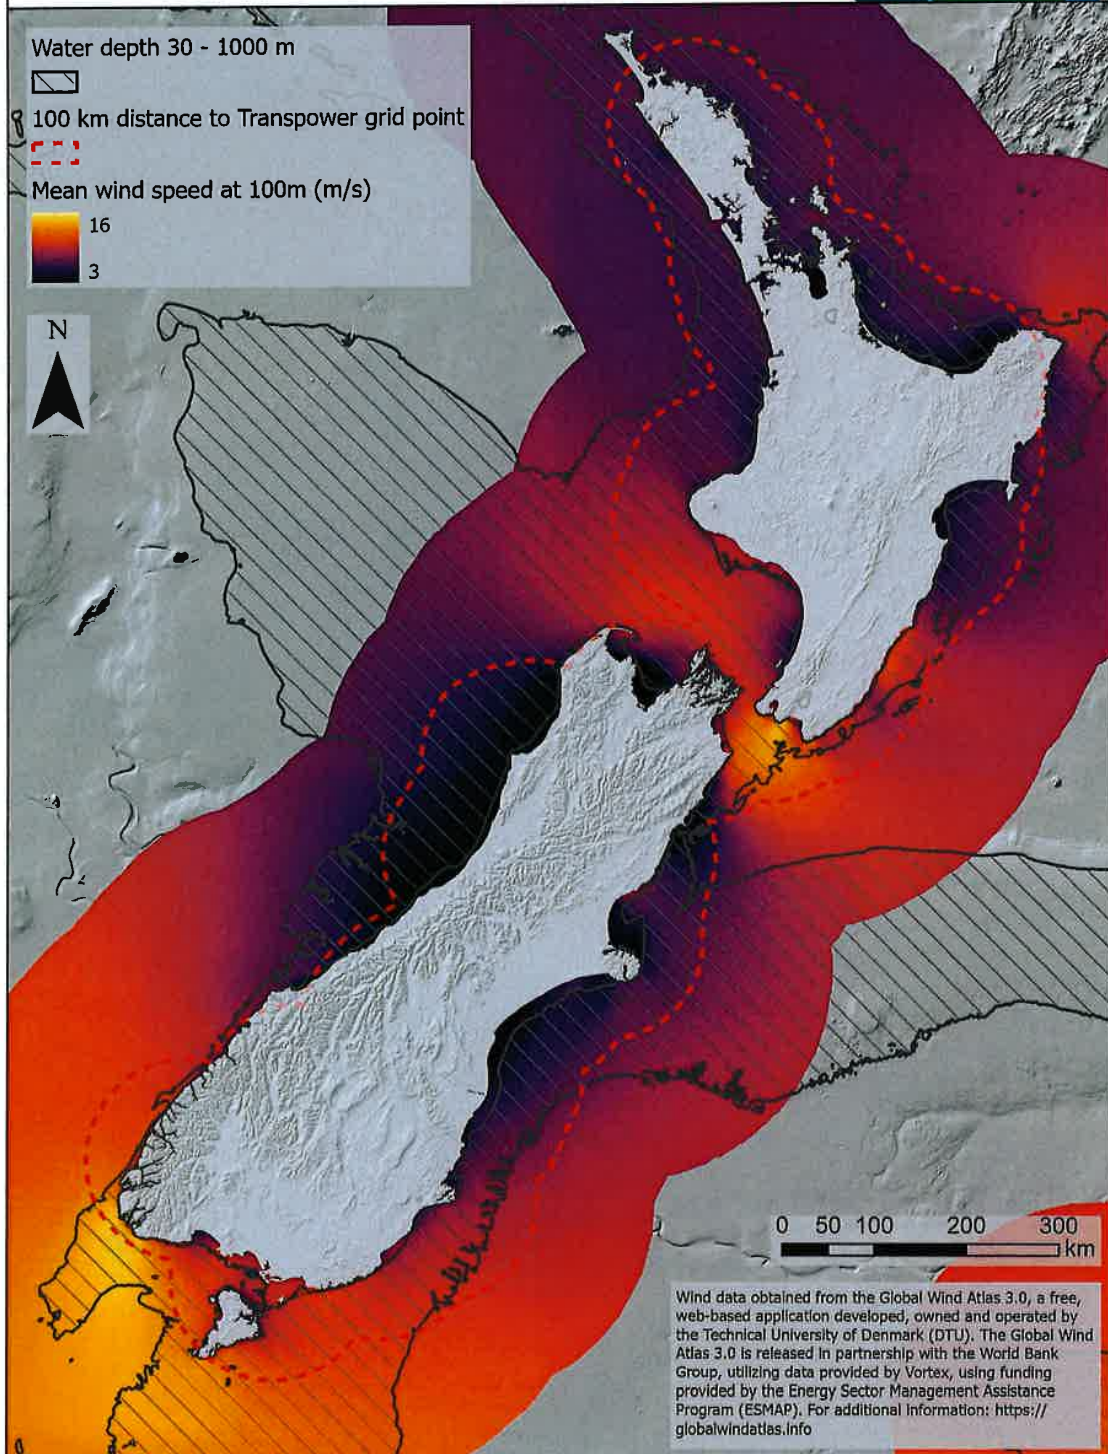 Water depth 30 - 1000 m
100 km distance to Transpower grid point
Mean wind speed at 100m (m/s)
16
3
N
0 50 100 200 300
km
Wind data obtained from the Global Wind Atlas 3.0, a free,
web-based application developed, owned and operated by
the Technical University of Denmark (DTU). The Global Wind
Atlas 3.0 is released in partnership with the World Bank
Group, utilizing data provided by Vortex, using funding
provided by the Energy Sector Management Assistance
Program (ESMAP). For additional information: https://
globalwindatlas.info